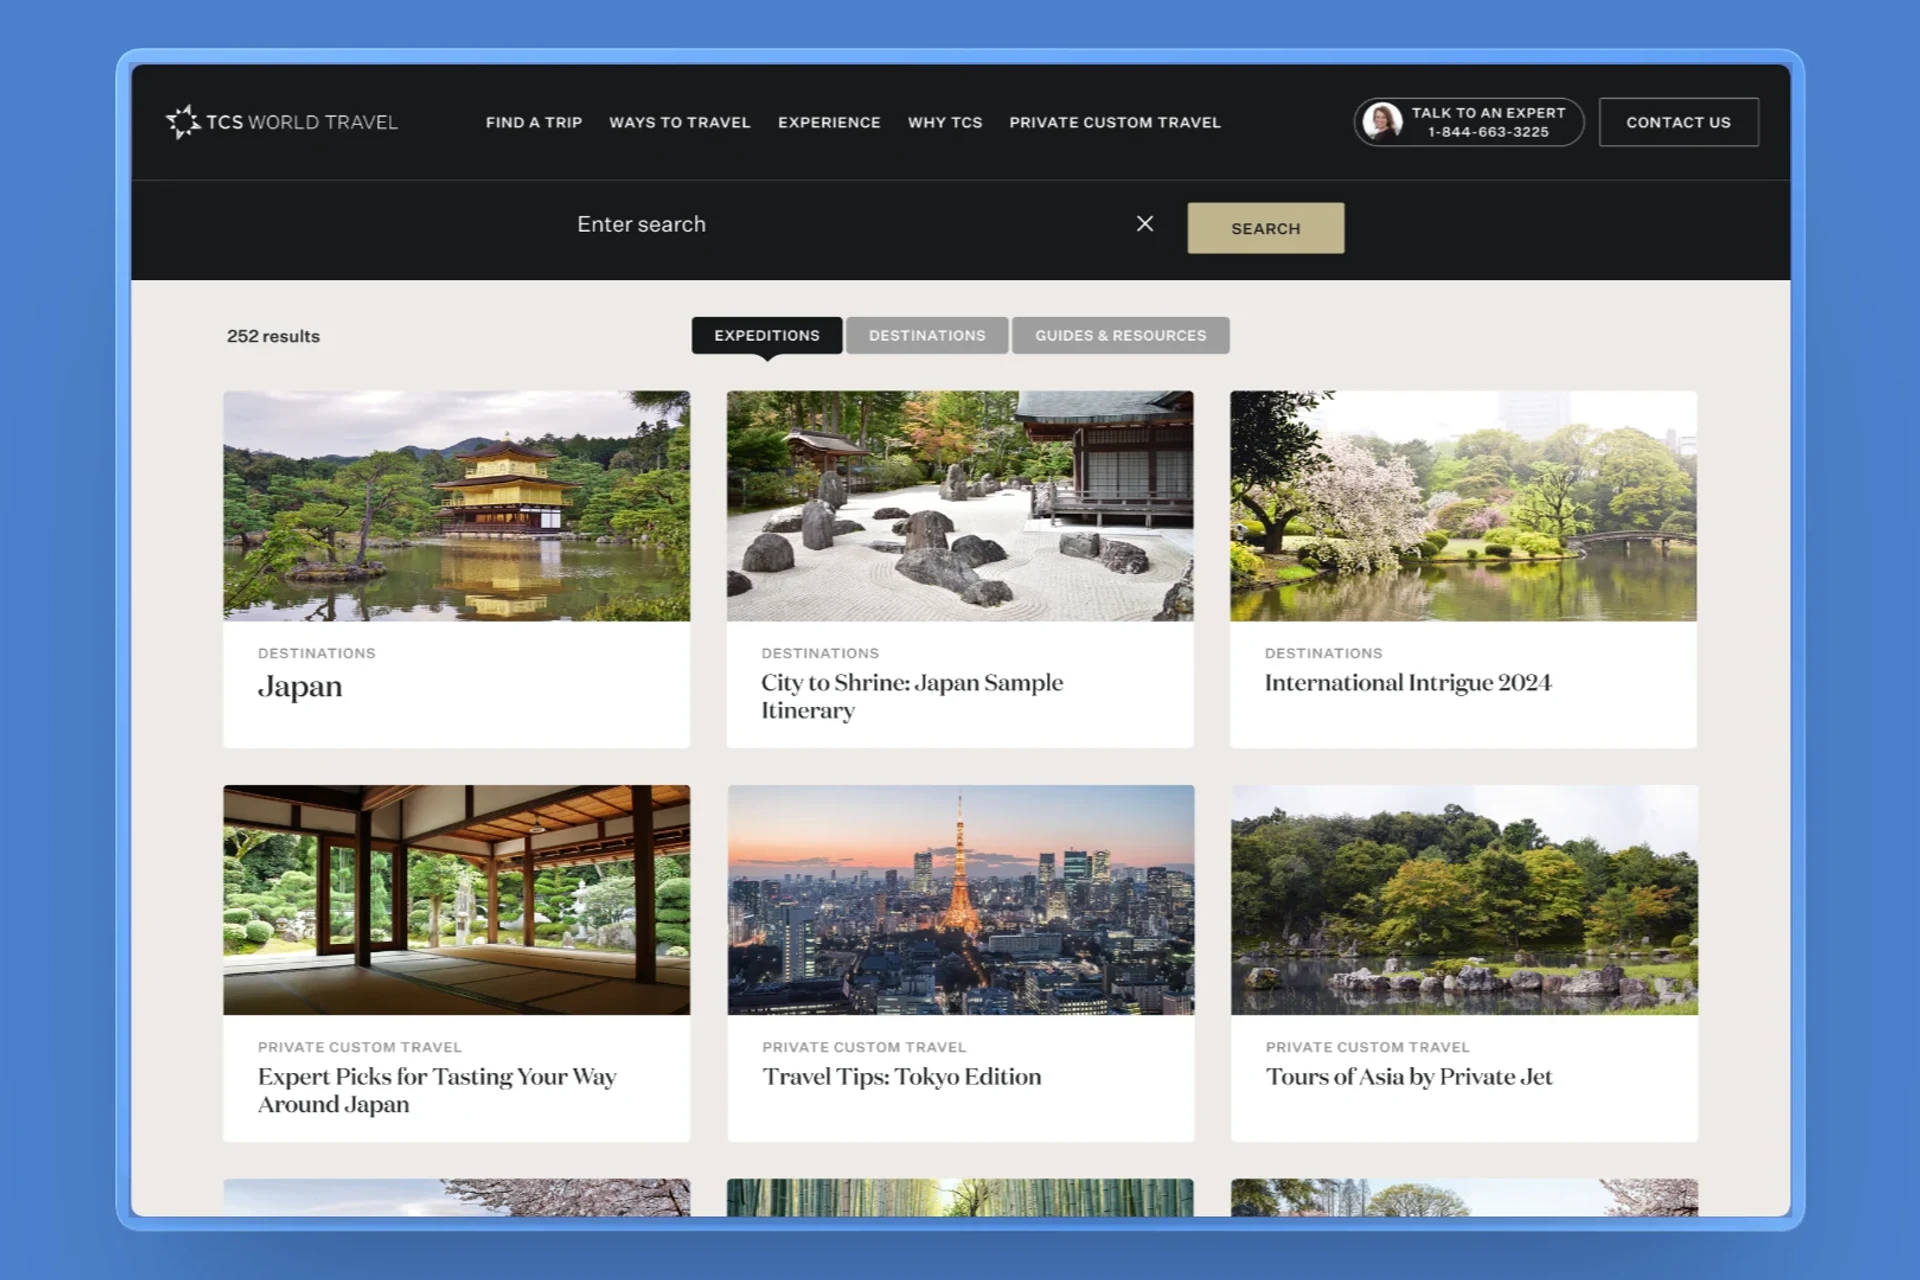 TCS WORLD TRAVEL
FIND A TRIP
WAYS TO TRAVEL
EXPERIENCE
WHY TCS
PRIVATE CUSTOM TRAVEL
TALK TO AN EXPERT
1-844-663-3225
CONTACT US
Enter search
SEARCH
252 results
EXPEDITIONS
DESTINATIONS
GUIDES & RESOURCES
DESTINATIONS
Japan
DESTINATIONS
City to Shrine: Japan Sample
Itinerary
DESTINATIONS
International Intrigue 2024
PRIVATE CUSTOM TRAVEL
Expert Picks for Tasting Your Way
Around Japan
PRIVATE CUSTOM TRAVEL
Travel Tips: Tokyo Edition
PRIVATE CUSTOM TRAVEL
Tours of Asia by Private Jet